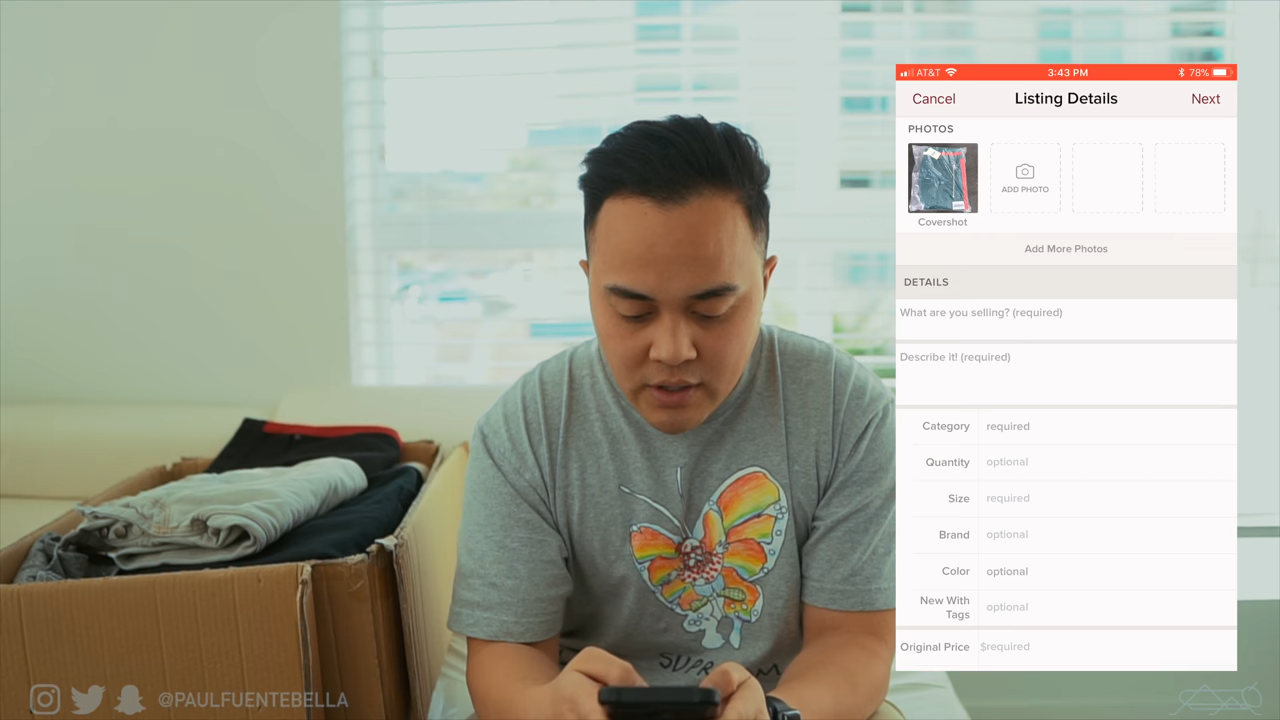 AT&T
3:43 PM
78%
Cancel
Listing Details
Next
PHOTOS
ADD PHOTO
Covershot
Add More Photos
DETAILS
What are you selling? (required)
Describe it! (required)
Category required
Quantity optional
Size required
Brand optional
Color optional
New With
Tags
optional
Original Price $required
@PAULFUENTEBELLA